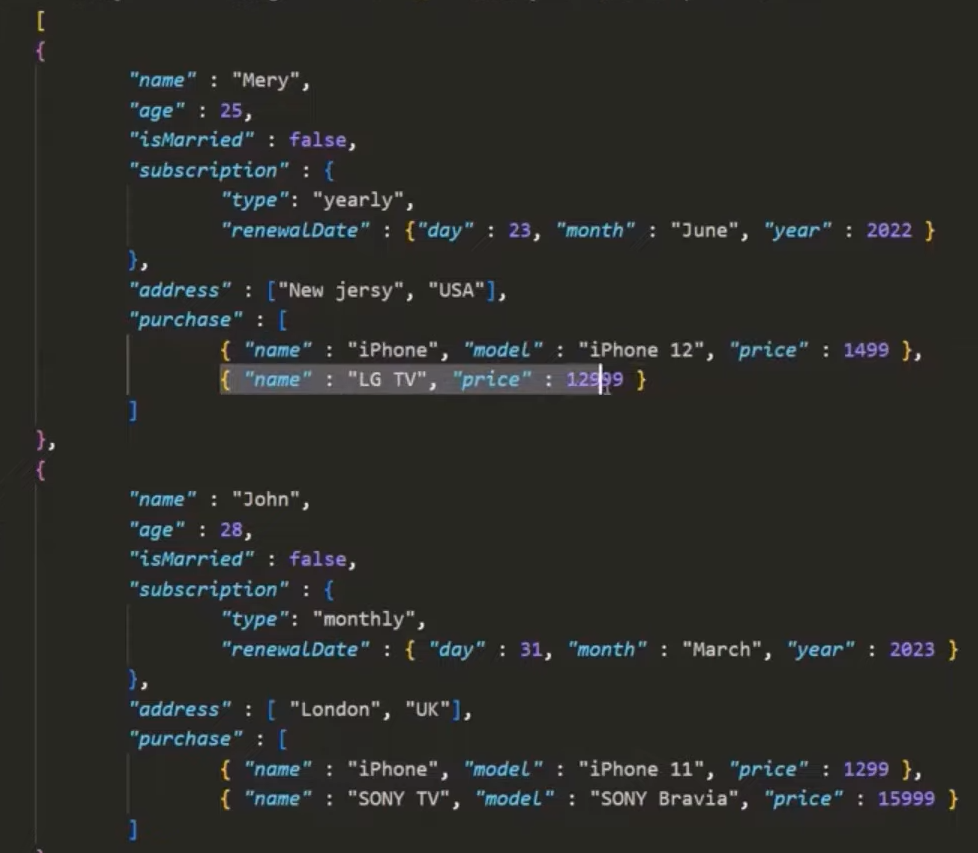 [
{
"name" : "Mery",
"age" : 25,
"isMarried" : false,
"subscription" : {
"type": "yearly",
"renewalDate" : {"day" : 23, "month" : "June", "year" : 2022 }
},
"address" : ["New jersy", "USA"],
"purchase" : [
{ "name" : "iPhone", "model" : "iPhone 12", "price" : 1499 },
{ "name" : "LG TV", "price" : 12999 }
]
},
{
"name" : "John",
"age" : 28,
"isMarried" : false,
"subscription" : {
"type": "monthly",
"renewalDate" : { "day" : 31, "month" : "March", "year" : 2023 }
},
"address" : [ "London", "UK"],
"purchase" : [
{ "name" : "iPhone", "model" : "iPhone 11", "price" : 1299 },
{ "name" : "SONY TV", "model" : "SONY Bravia", "price" : 15999 }
]